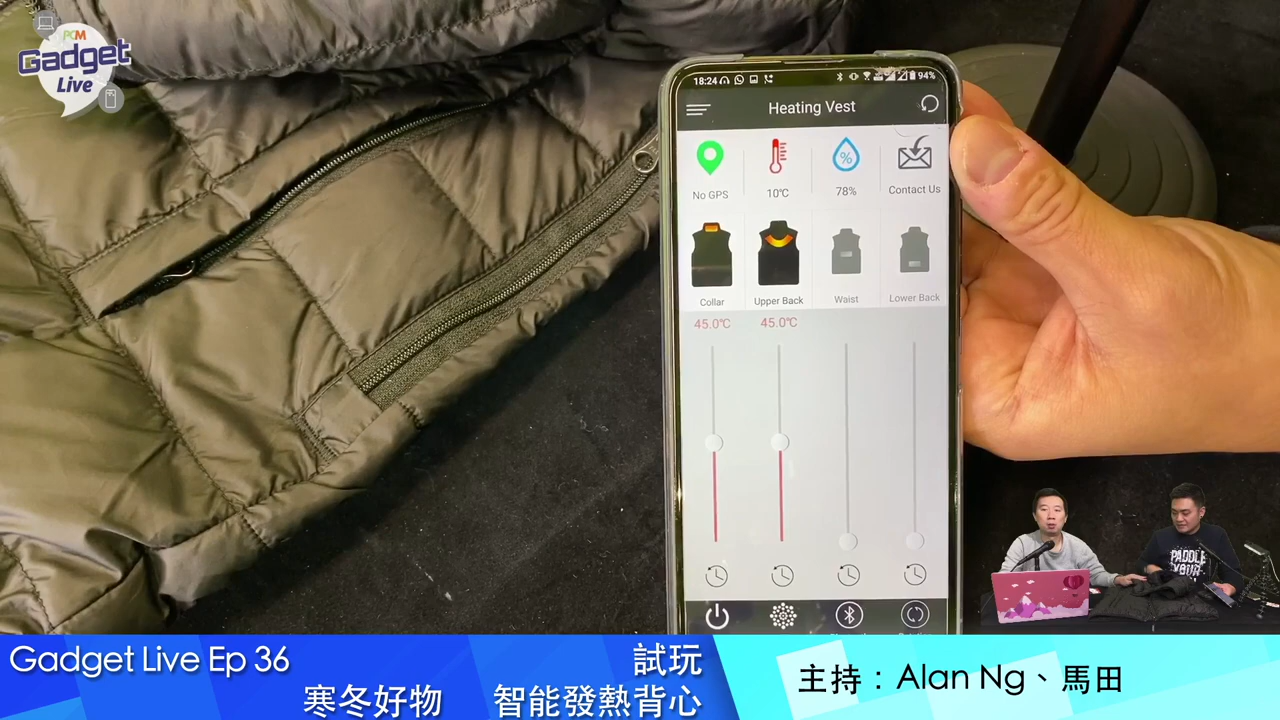 PCM
Gadget
Live
18:24
94%
Heating Vest
No GPS
10℃
%
78%
Contact Us
Collar
Upper Back
Waist
Lower Back
45.0℃
45.0℃
PADDLE
YOUR
Gadget Live Ep 36
試玩
寒冬好物
智能發熱背心
主持：Alan Ng、馬田